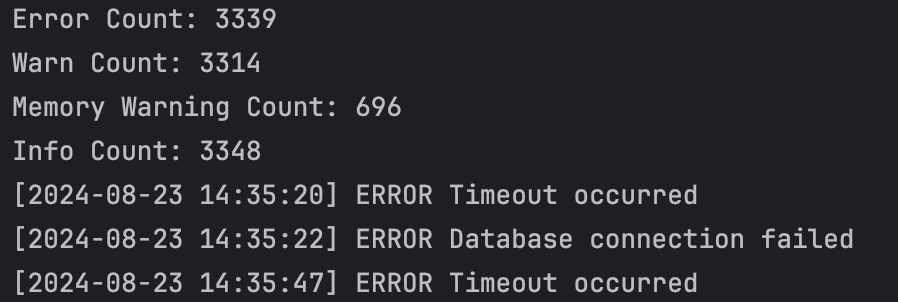 Error Count: 3339
Warn Count: 3314
Memory Warning Count: 696
Info Count: 3348
[2024-08-23 14:35:20] ERROR Timeout occurred
[2024-08-23 14:35:22] ERROR Database connection failed
[2024-08-23 14:35:47] ERROR Timeout occurred